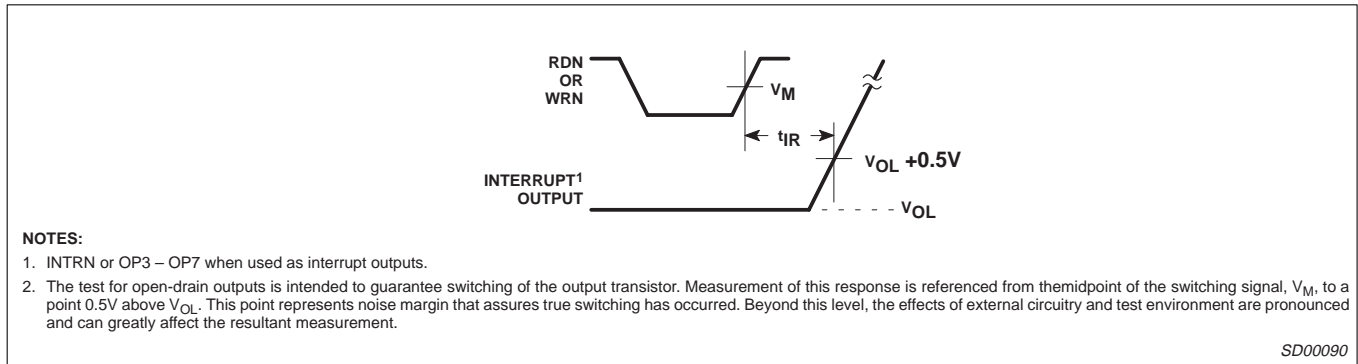 RDN
OR
WRN
VM
tIR
VOL +0.5V
INTERRUPT1
OUTPUT
VOL
NOTES:
1. INTRN or OP3 – OP7 when used as interrupt outputs.
2. The test for open-drain outputs is intended to guarantee switching of the output transistor. Measurement of this response is referenced from themidpoint of the switching signal, VM, to a
point 0.5V above VOL. This point represents noise margin that assures true switching has occurred. Beyond this level, the effects of external circuitry and test environment are pronounced
and can greatly affect the resultant measurement.
SD00090